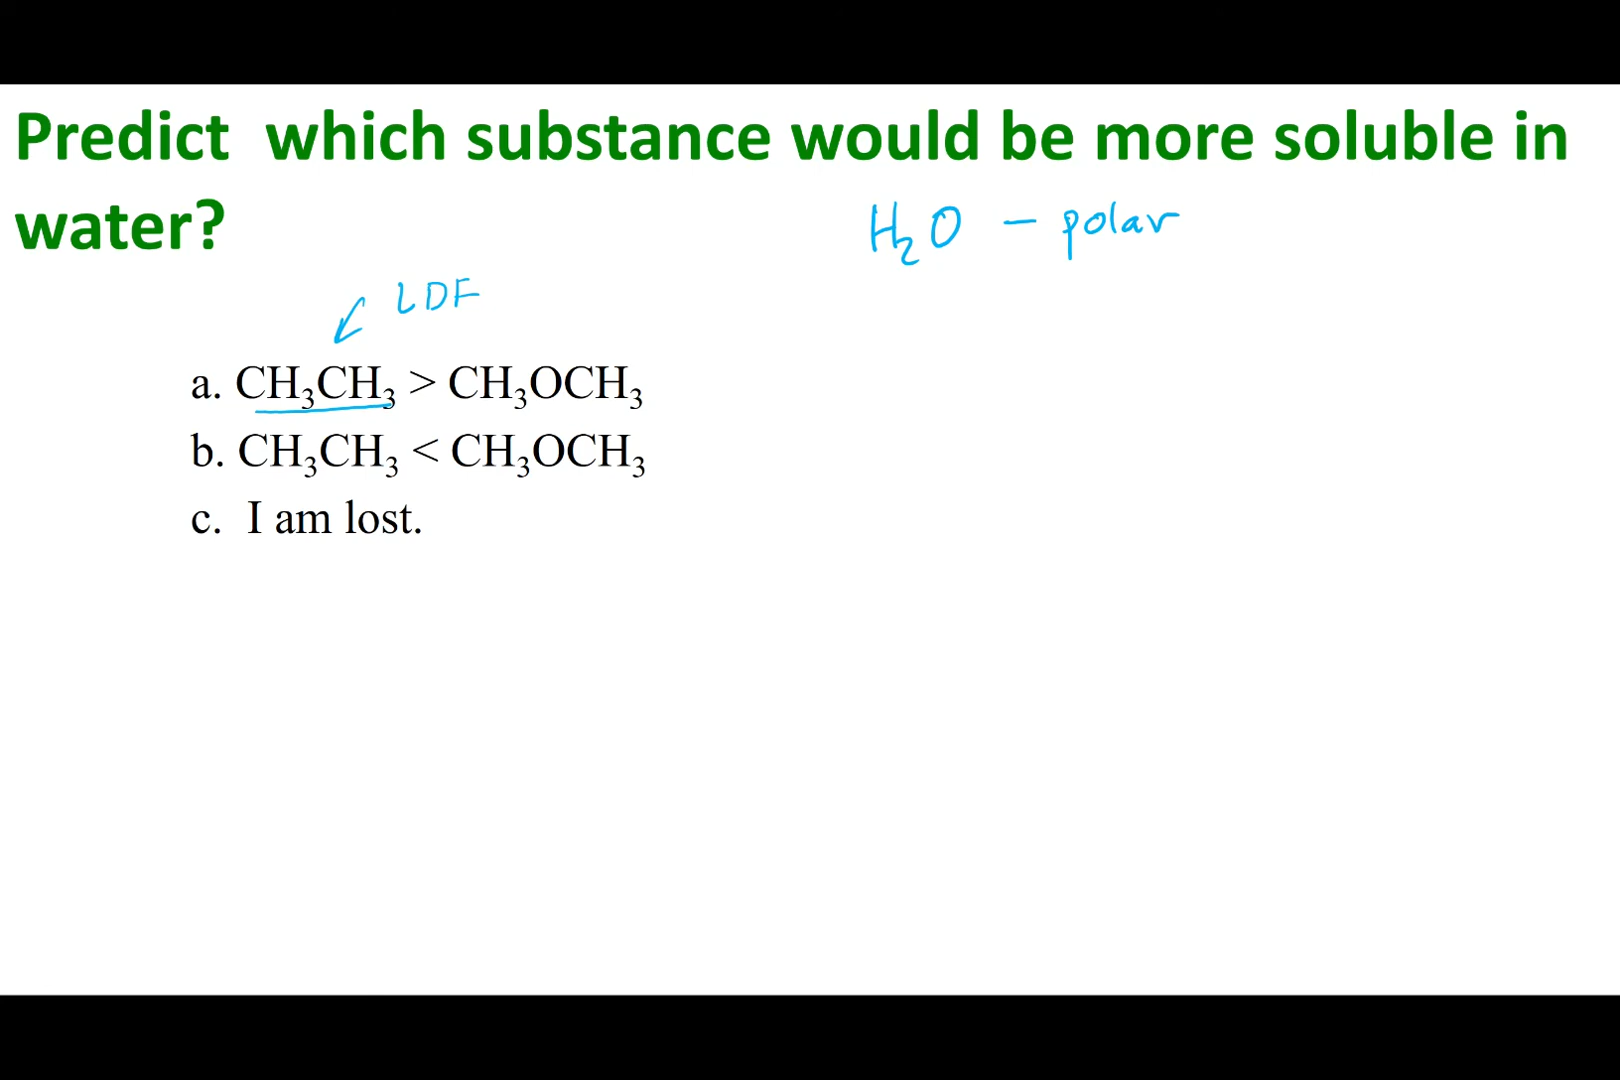 Predict  which substance would be more soluble in
water?
H₂O - polar
LDF
a. CH₃CH₃ > CH₃OCH₃
b. CH₃CH₃ < CH₃OCH₃
c.  I am lost.